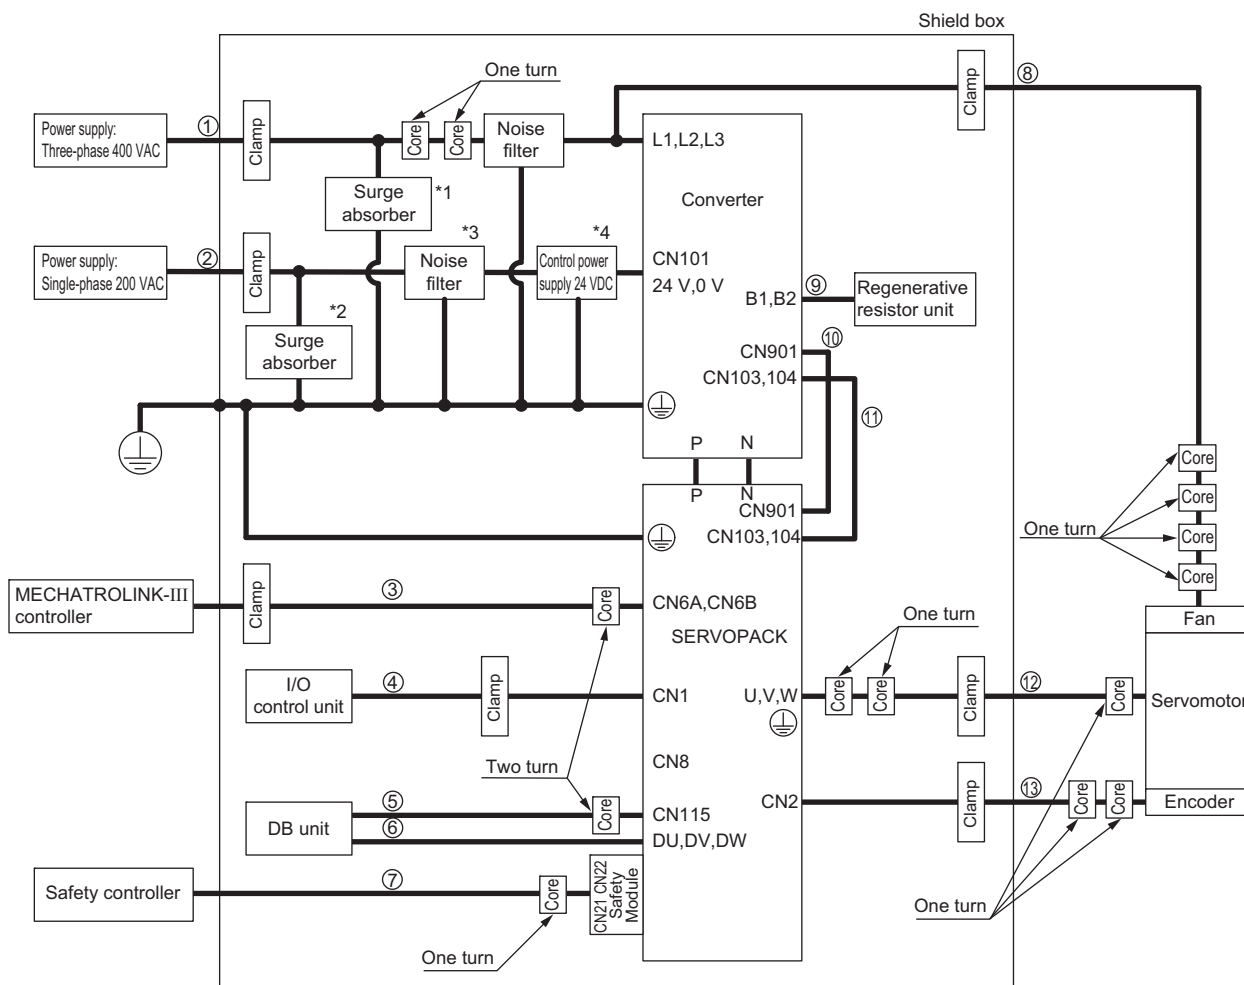 Shield box
One turn
Clamp
⑧
Power supply:
Three-phase 400 VAC
①
Clamp
Core
Core
Noise
filter
L1,L2,L3
Converter
Surge
absorber
*1
Power supply:
Single-phase 200 VAC
②
Clamp
*3
Noise
filter
*4
Control power
supply 24 VDC
CN101
24 V,0 V
B1,B2
⑨
Regenerative
resistor unit
*2
Surge
absorber
CN901
⑩
CN103,104
⑪
P
N
P
N
CN901
CN103,104
Core
Core
One turn
Core
Core
MECHATROLINK-III
controller
Clamp
③
Core
CN6A,CN6B
SERVOPACK
One turn
Fan
I/O
control unit
④
Clamp
CN1
U,V,W
Core
Core
Clamp
⑫
Core
Servomotor
CN8
Two turn
DB unit
⑤
⑥
Core
CN115
DU,DV,DW
CN2
Clamp
⑬
Core
Core
Encoder
Safety controller
⑦
Core
CN21 CN22
Safety
Module
One turn
One turn